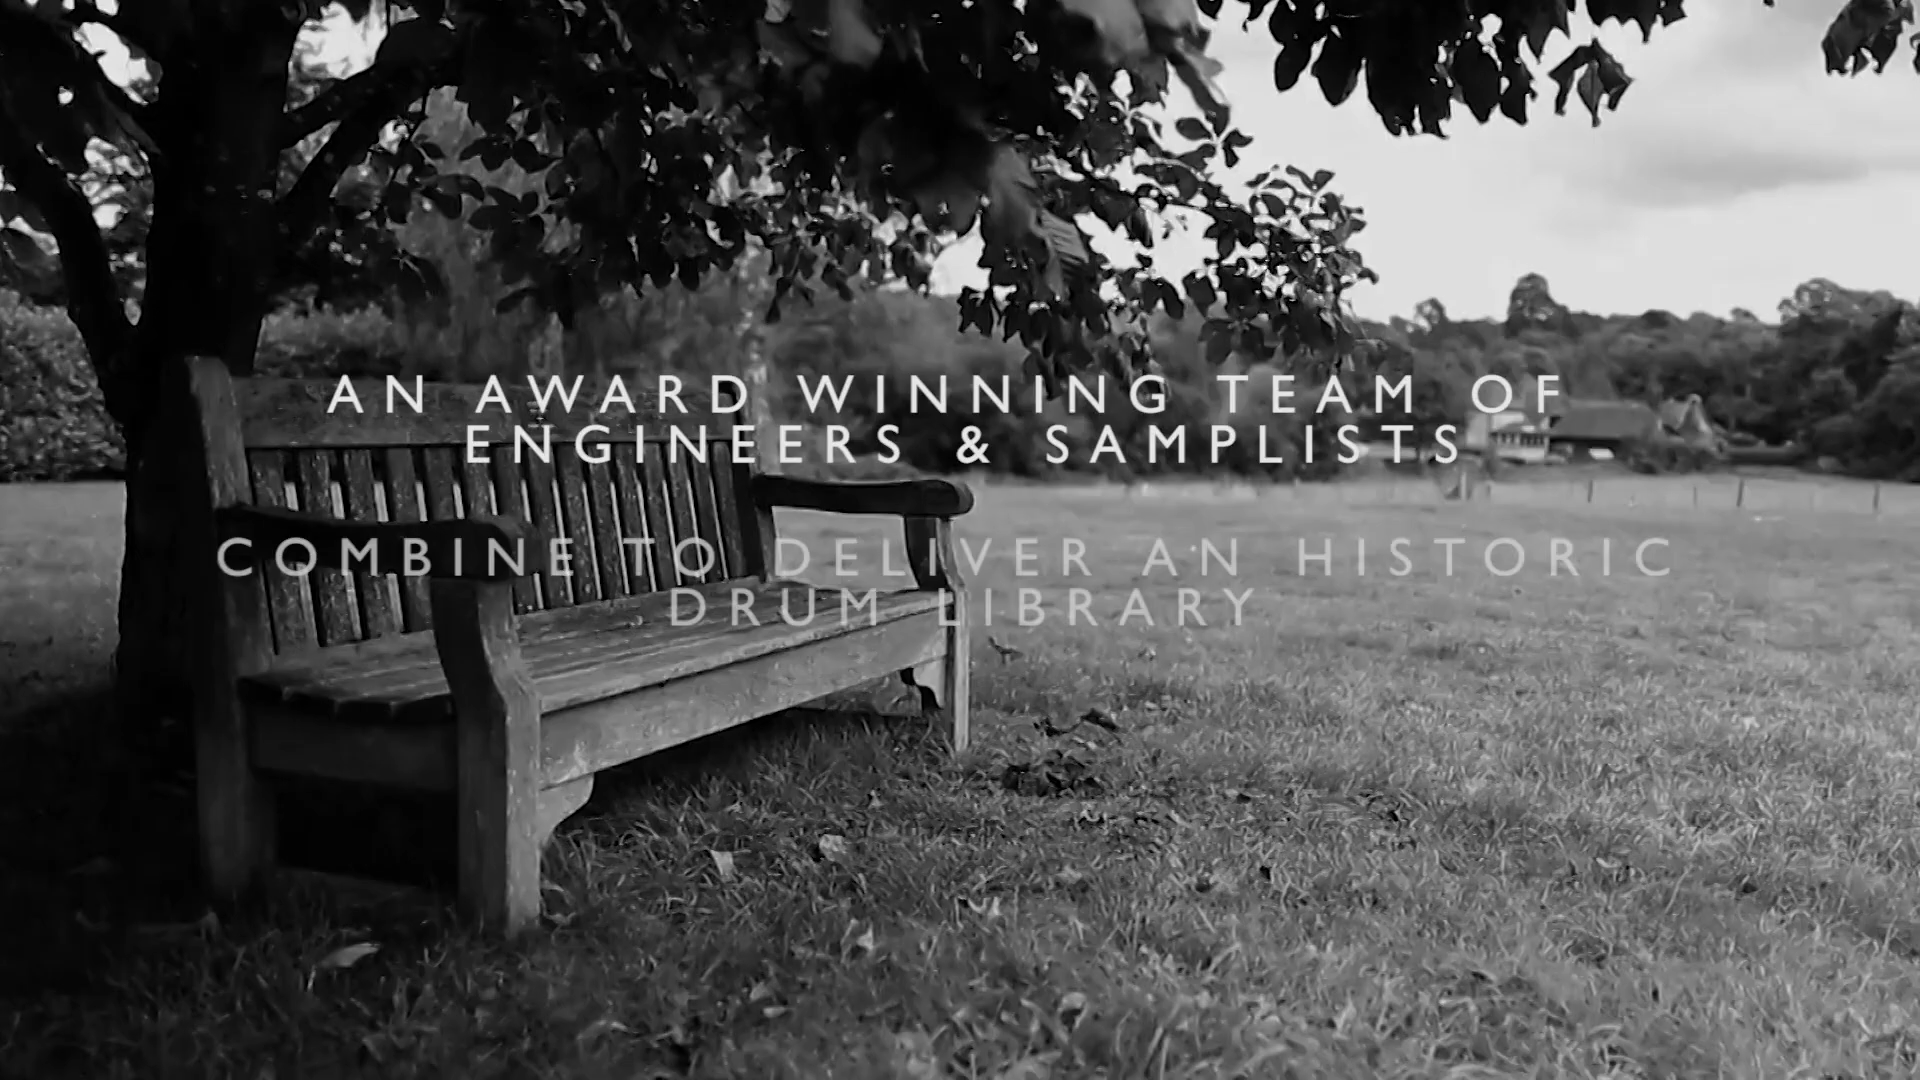 AN AWARD WINNING TEAM OF
ENGINEERS & SAMPLISTS
COMBINE TO DELIVER AN HISTORIC
DRUM LIBRARY